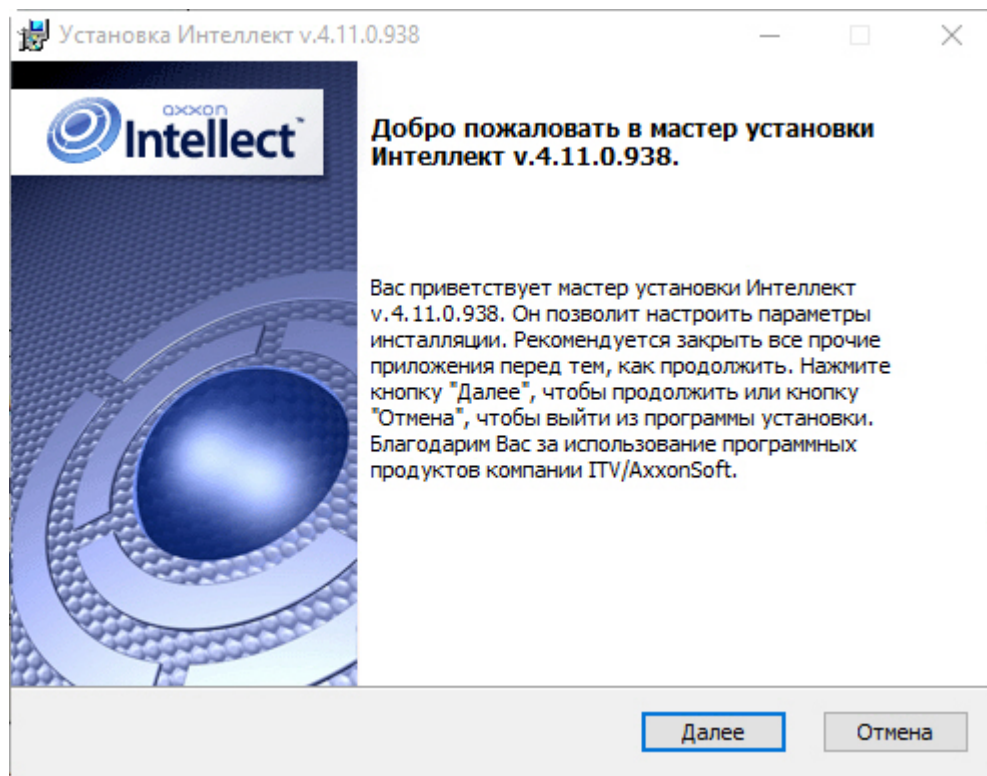 Установка Интеллект v.4.11.0.938
axxon
Intellect™
Добро пожаловать в мастер установки
Интеллект v.4.11.0.938.
Вас приветствует мастер установки Интеллект
v.4.11.0.938. Он позволит настроить параметры
инсталляции. Рекомендуется закрыть все прочие
приложения перед тем, как продолжить. Нажмите
кнопку "Далее", чтобы продолжить или кнопку
"Отмена", чтобы выйти из программы установки.
Благодарим Вас за использование программных
продуктов компании ITV/AxxonSoft.
Далее
Отмена